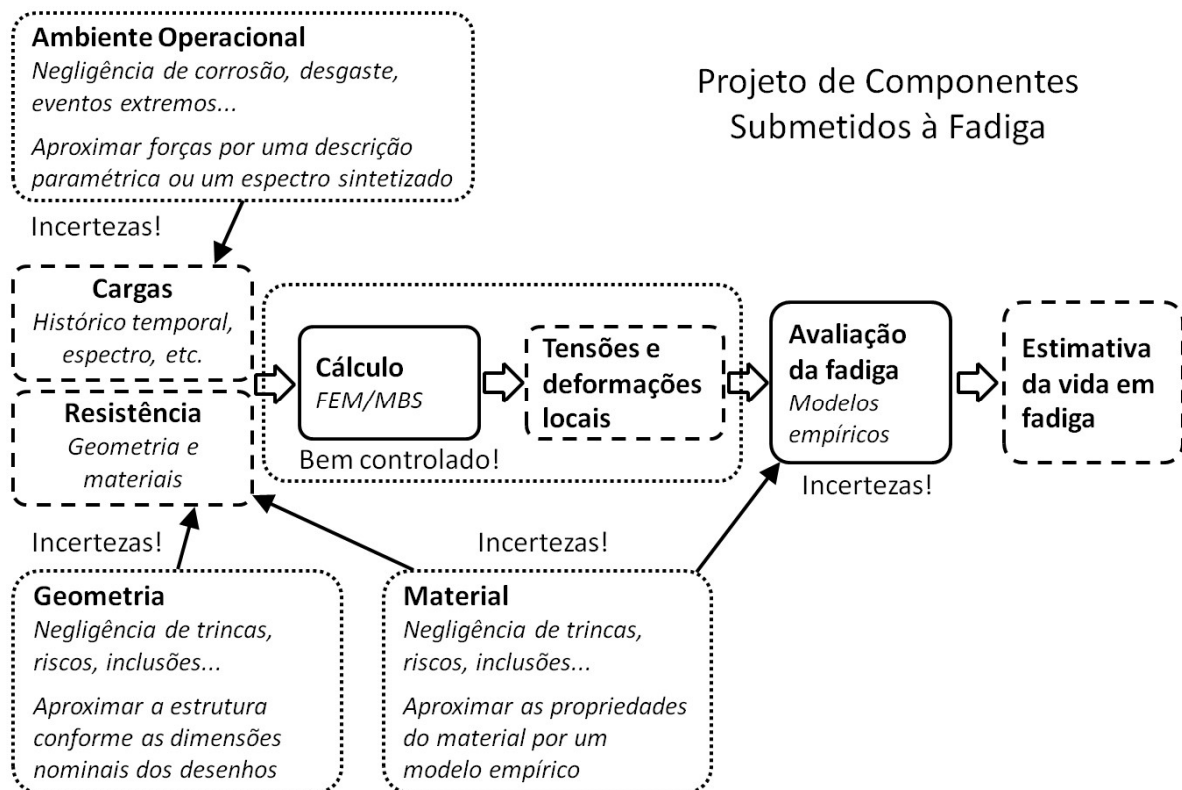 Ambiente Operacional
Negligência de corrosão, desgaste,
eventos extremos...
Aproximar forças por uma descrição
paramétrica ou um espectro sintetizado
Projeto de Componentes
Submetidos à Fadiga
Incertezas!
Cargas
Histórico temporal,
espectro, etc.
Resistência
Geometria e
materiais
Cálculo
FEM/MBS
Tensões e
deformações
locais
Bem controlado!
Avaliação
da fadiga
Modelos
empíricos
Incertezas!
Estimativa
da vida em
fadiga
Incertezas!
Incertezas!
Geometria
Negligência de trincas,
riscos, inclusões...
Aproximar a estrutura
conforme as dimensões
nominais dos desenhos
Material
Negligência de trincas,
riscos, inclusões...
Aproximar as propriedades
do material por um
modelo empírico